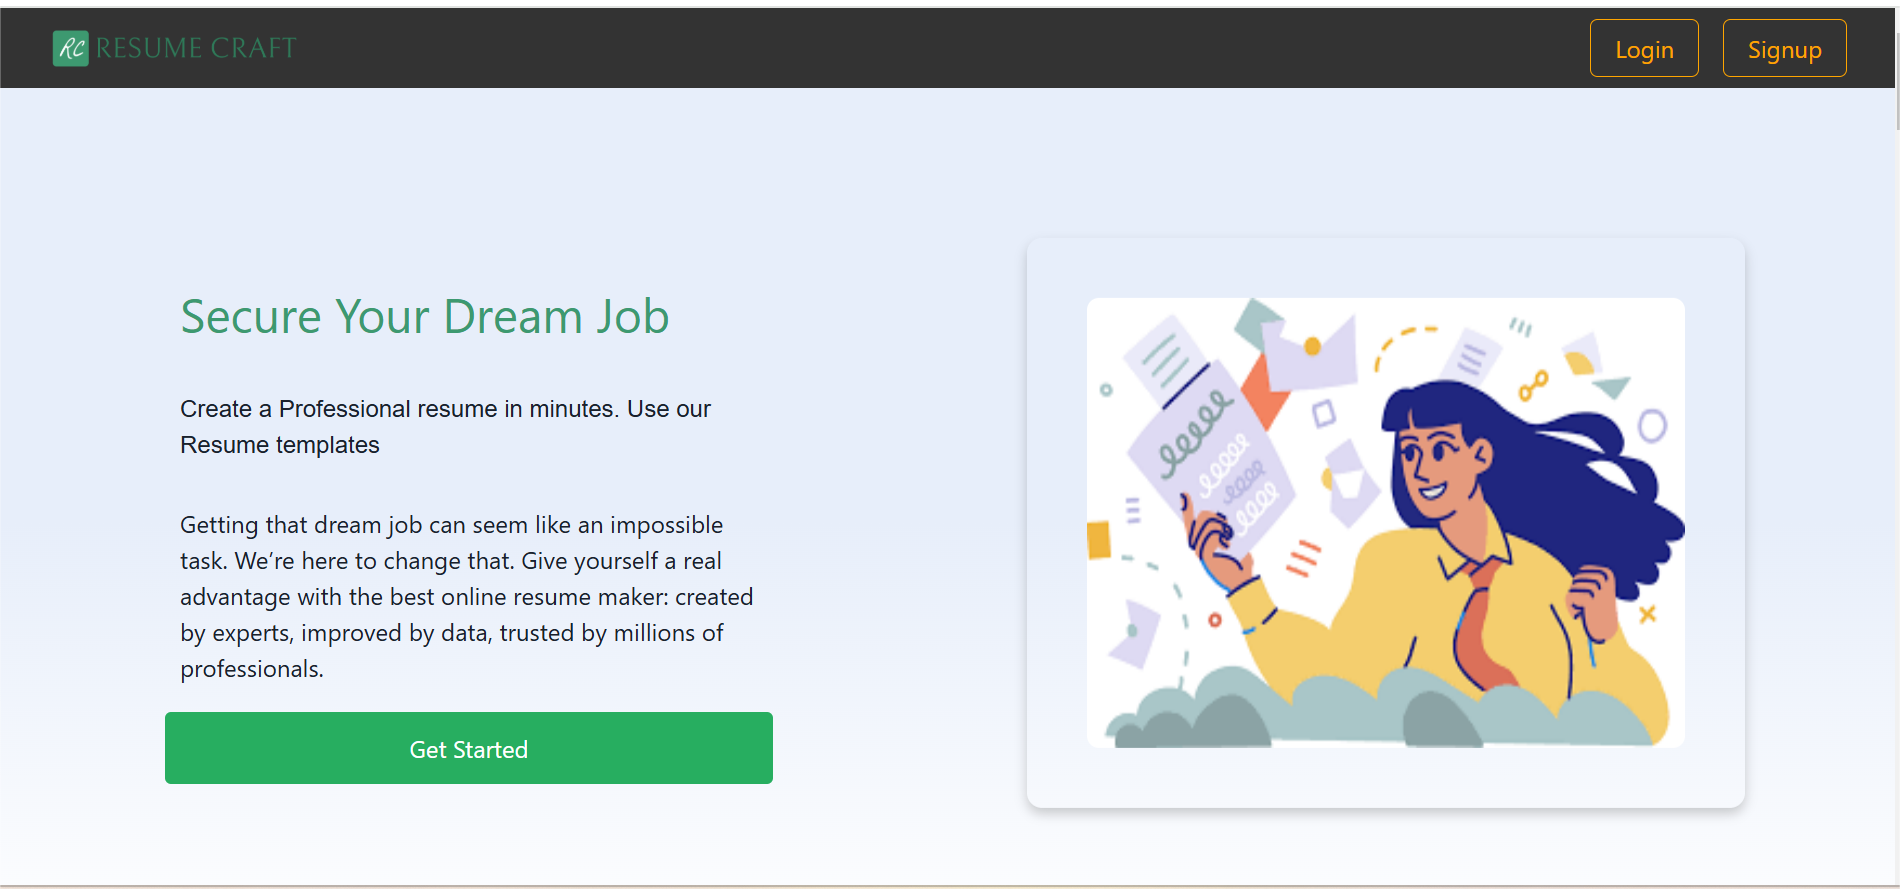 RC RESUME CRAFT
Login
Signup
Secure Your Dream Job
Create a Professional resume in minutes. Use our
Resume templates
Getting that dream job can seem like an impossible
task. We’re here to change that. Give yourself a real
advantage with the best online resume maker: created
by experts, improved by data, trusted by millions of
professionals.
Get Started